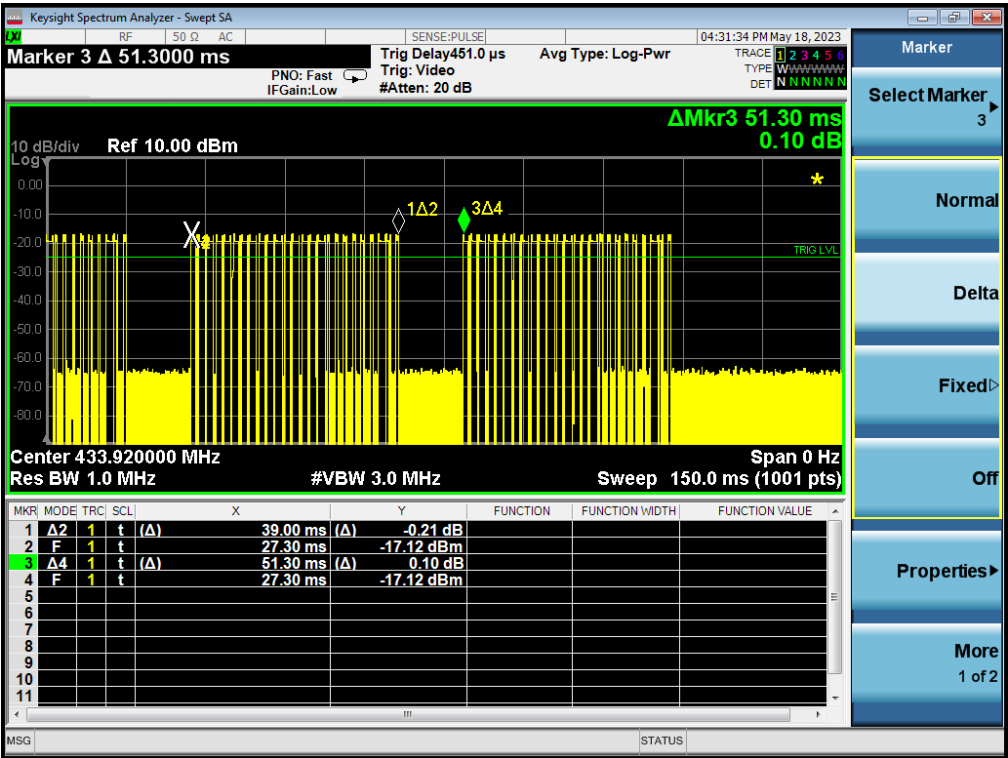 Keysight Spectrum Analyzer - Swept SA
LXI
RF 50 Ω AC SENSE:PULSE 04:31:34 PM May 18, 2023
Marker 3 Δ 51.3000 ms
Trig Delay451.0 µs Avg Type: Log-Pwr TRACE 1 2 3 4 5 6
PNO: Fast Trig: Video TYPE WWWWWW
IFGain:Low #Atten: 20 dB DET N N N N N N
Marker
Select Marker
3
Normal
Delta
Fixed
Off
Properties
More
1 of 2
ΔMkr3 51.30 ms
0.10 dB
10 dB/div Ref 10.00 dBm
Log
0.00
-10.0
-20.0
-30.0
-40.0
-50.0
-60.0
-70.0
-80.0
1Δ2
3Δ4
X
*
TRIG LVL
Center 433.920000 MHz Span 0 Hz
Res BW 1.0 MHz #VBW 3.0 MHz Sweep 150.0 ms (1001 pts)
MKR MODE TRC SCL X Y FUNCTION FUNCTION WIDTH FUNCTION VALUE
1 Δ2 1 t (Δ) 39.00 ms (Δ) -0.21 dB
2 F 1 t 27.30 ms -17.12 dBm
3 Δ4 1 t (Δ) 51.30 ms (Δ) 0.10 dB
4 F 1 t 27.30 ms -17.12 dBm
5
6
7
8
9
10
11
MSG STATUS